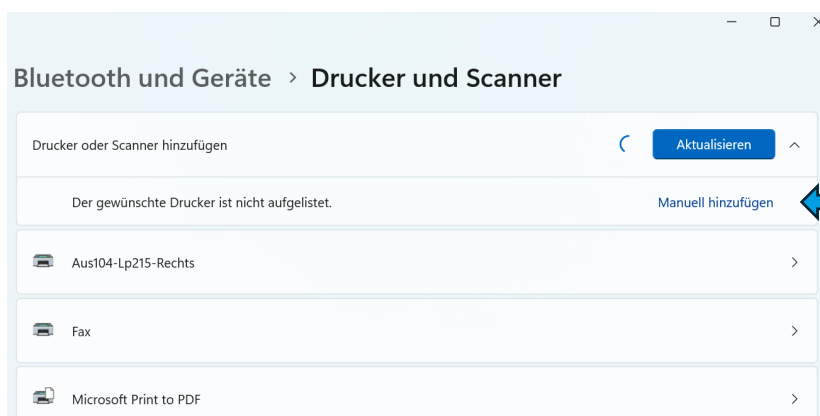 Bluetooth und Geräte > Drucker und Scanner
Drucker oder Scanner hinzufügen
Aktualisieren
Der gewünschte Drucker ist nicht aufgelistet.
Manuell hinzufügen
Aus104-Lp215-Rechts
Fax
Microsoft Print to PDF